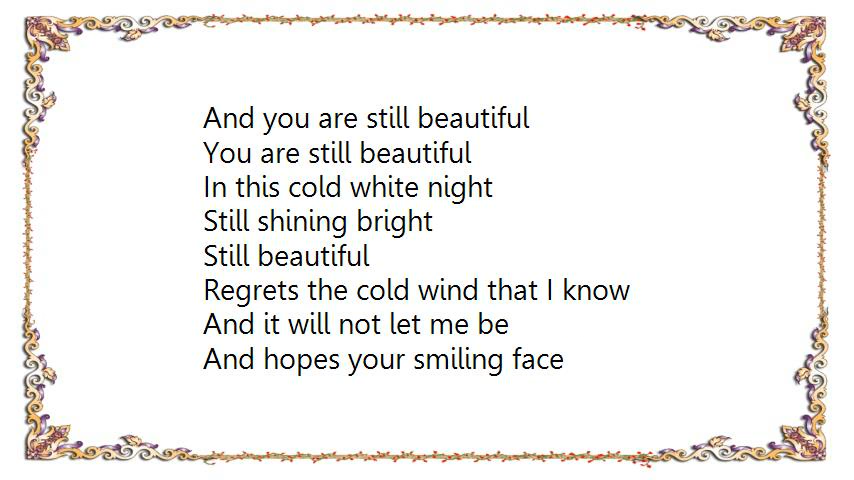 And you are still beautiful
You are still beautiful
In this cold white night
Still shining bright
Still beautiful
Regrets the cold wind that I know
And it will not let me be
And hopes your smiling face